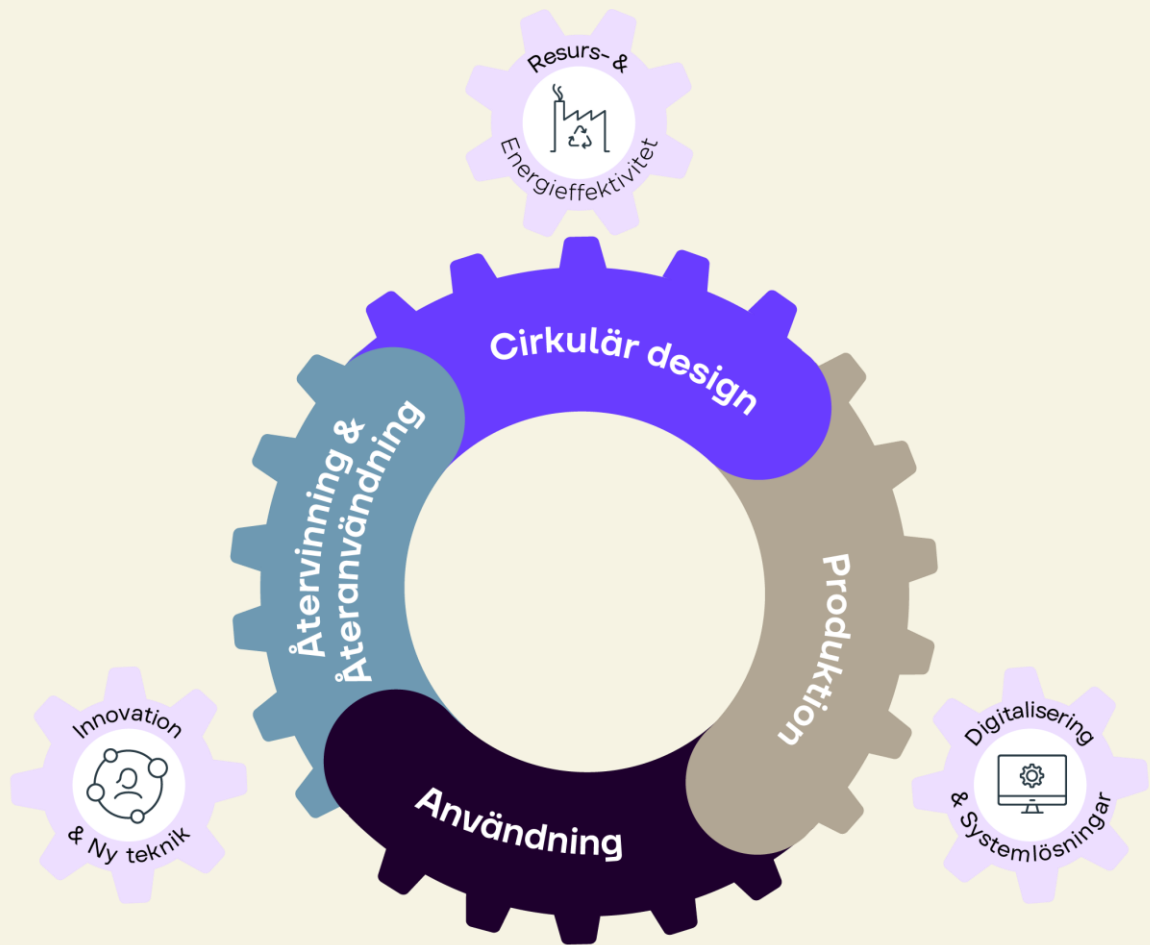 Resurs- &
Energieffektivitet
Cirkulär design
Produktion
Användning
Återvinning &
Återanvändning
Innovation
& Ny teknik
Digitalisering
& Systemlösningar